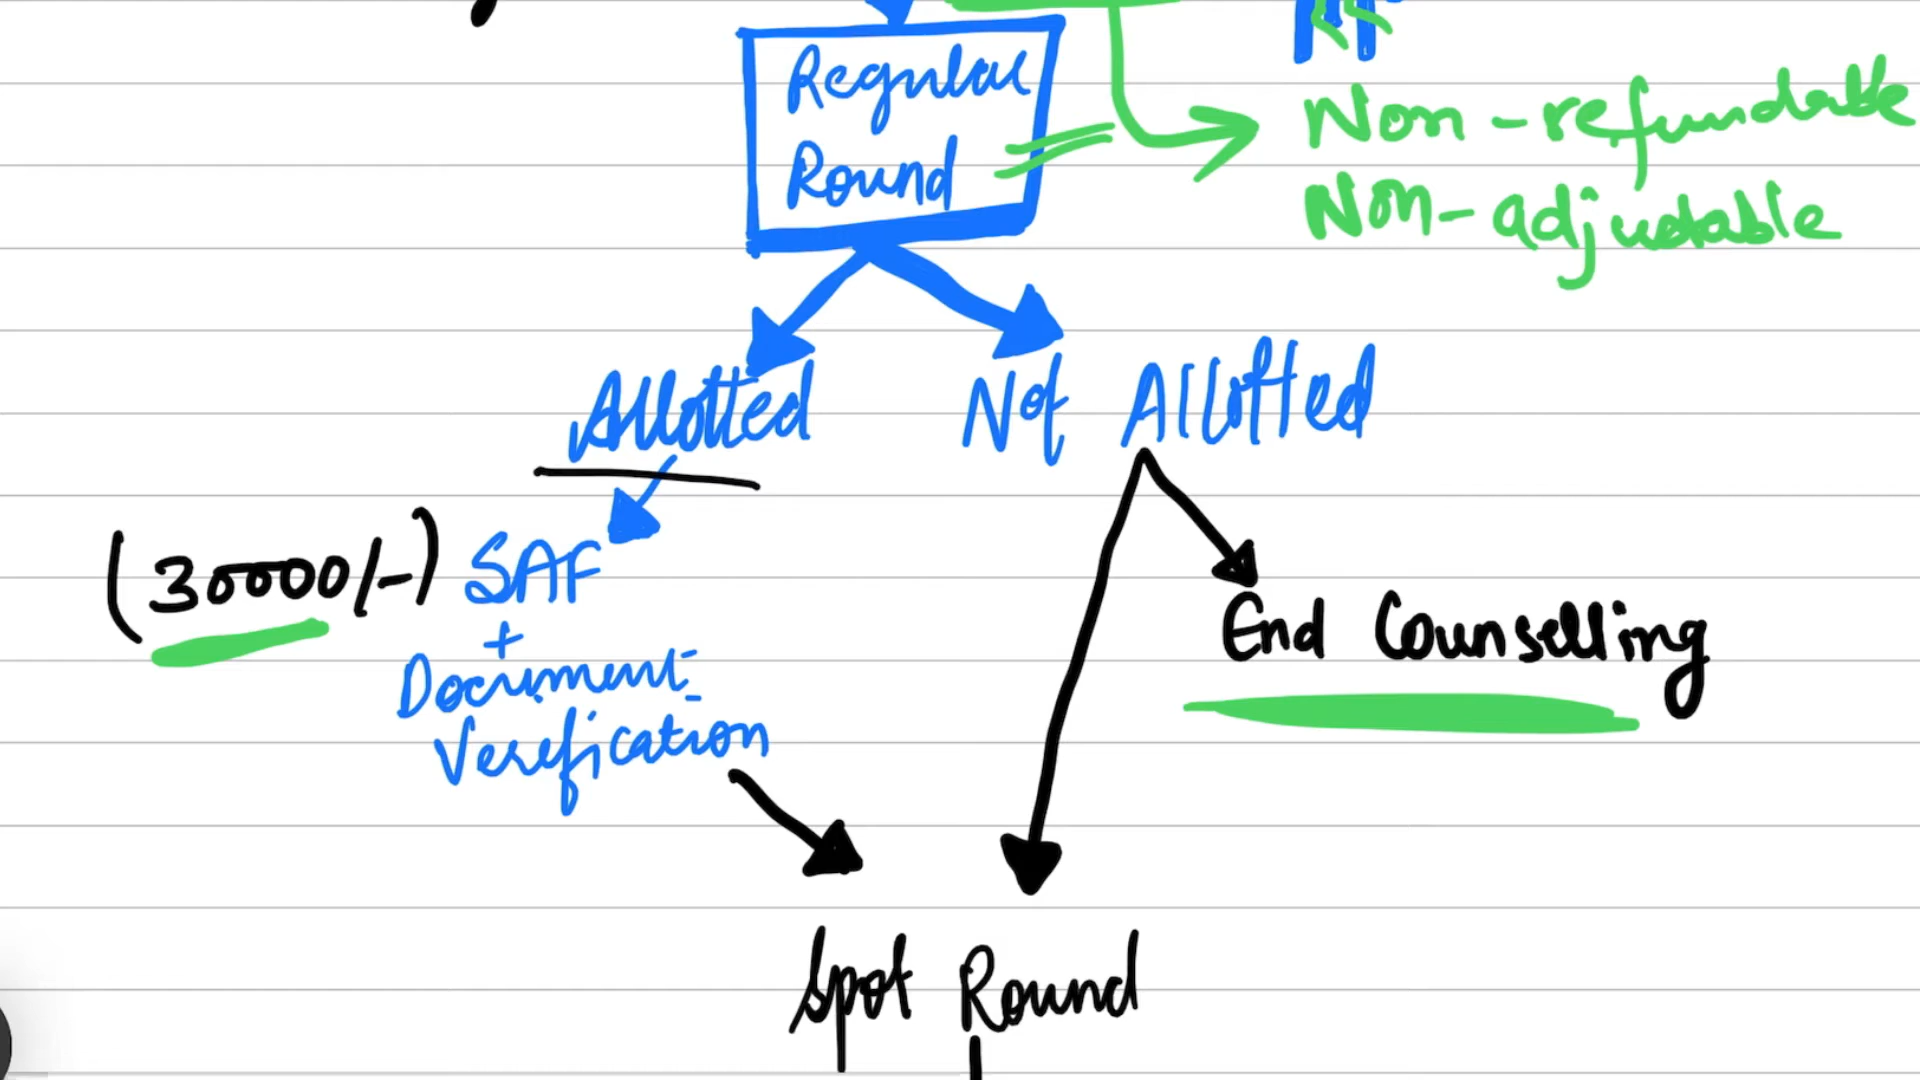 Regular
Round
Non-refundable
Non-adjustable
Allotted
Not Allotted
(30000/-) SAF
+
Document
Verification
End Counselling
Spot Round